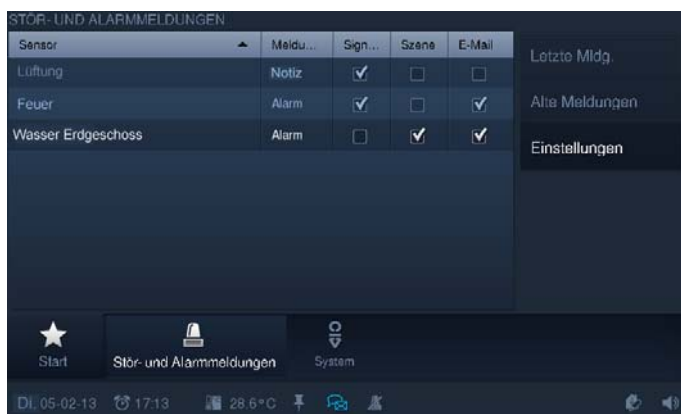 STÖR- UND ALARMMELDUNGEN
Sensor Meldu... Sign... Szene E-Mail
Lüftung Notiz
Feuer Alarm
Wasser Erdgeschoss Alarm
Letzte Mldg.
Alte Meldungen
Einstellungen
Start Stör- und Alarmmeldungen System
Di. 05-02-13 17:13 28.6°C